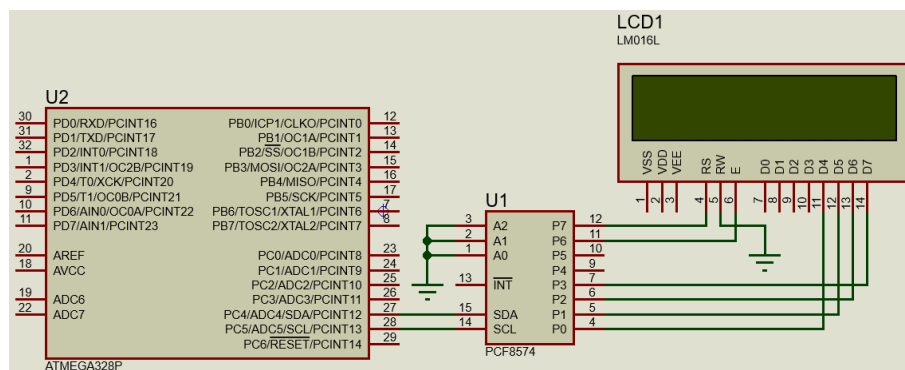 LCD1
LM016L
VSS
VDD
VEE
RS
RW
E
D0
D1
D2
D3
D4
D5
D6
D7
1
2
3
4
5
6
7
8
9
10
11
12
13
14
U2
30 PD0/RXD/PCINT16 PB0/ICP1/CLKO/PCINT0 12
31 PD1/TXD/PCINT17 PB1/OC1A/PCINT1 13
32 PD2/INT0/PCINT18 PB2/SS/OC1B/PCINT2 14
1 PD3/INT1/OC2B/PCINT19 PB3/MOSI/OC2A/PCINT3 15
2 PD4/T0/XCK/PCINT20 PB4/MISO/PCINT4 16
9 PD5/T1/OC0B/PCINT21 PB5/SCK/PCINT5 17
10 PD6/AIN0/OC0A/PCINT22 PB6/TOSC1/XTAL1/PCINT6 7
11 PD7/AIN1/PCINT23 PB7/TOSC2/XTAL2/PCINT7 8
20 AREF PC0/ADC0/PCINT8 23
18 AVCC PC1/ADC1/PCINT9 24
PC2/ADC2/PCINT10 25
19 ADC6 PC3/ADC3/PCINT11 26
22 ADC7 PC4/ADC4/SDA/PCINT12 27
PC5/ADC5/SCL/PCINT13 28
PC6/RESET/PCINT14 29
ATMEGA328P
U1
3 A2 P7 12
2 A1 P6 11
1 A0 P5 10
P4 9
13 INT P3 7
P2 6
15 SDA P1 5
14 SCL P0 4
PCF8574